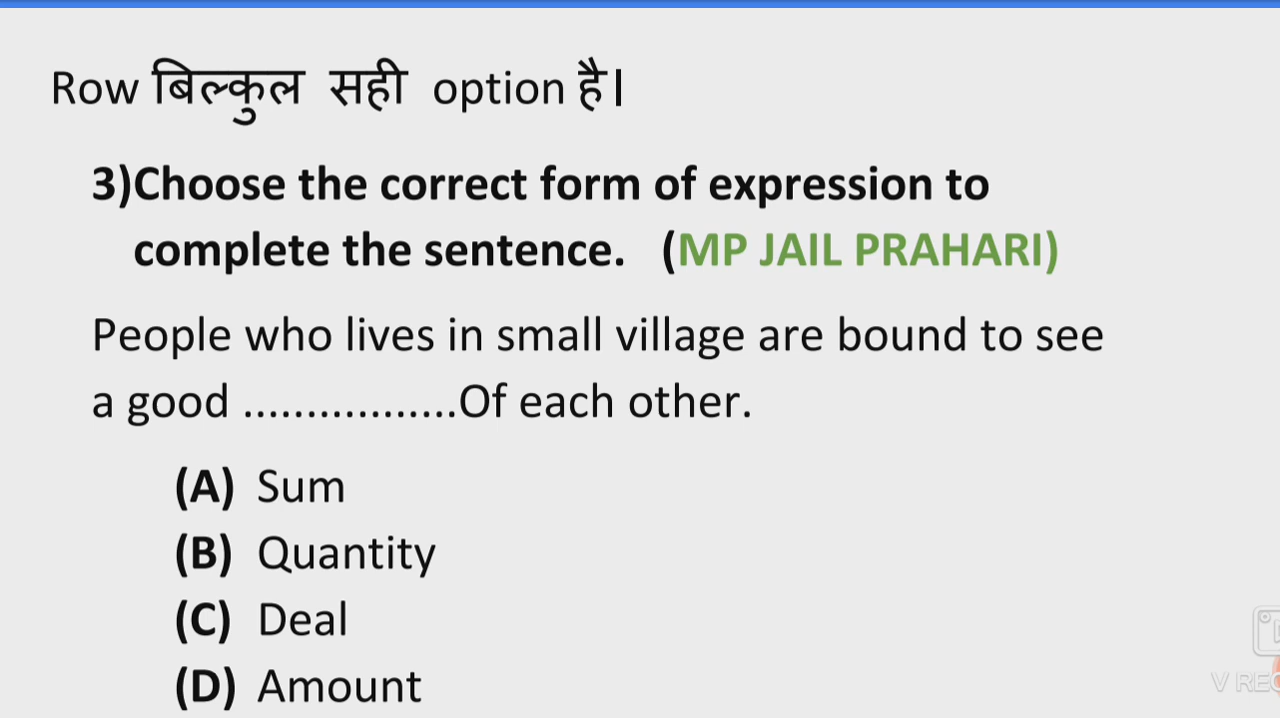 Row बिल्कुल सही option है।
3)Choose the correct form of expression to
complete the sentence. (MP JAIL PRAHARI)
People who lives in small village are bound to see
a good .................Of each other.
(A) Sum
(B) Quantity
(C) Deal
(D) Amount
V REC